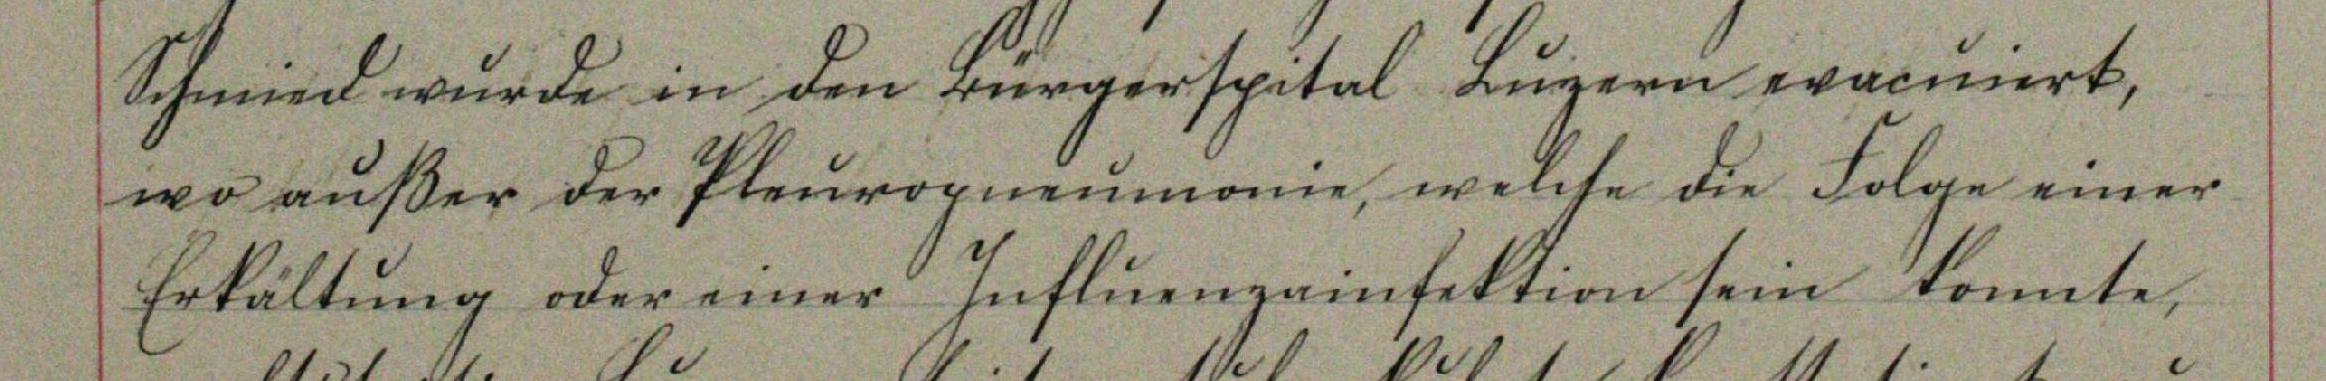 Schmied wurde in den Bürgerspital Luzern evacuiert,
wo außer der Pleuropneumonie, welche die Folge einer
Erkältung oder einer Influenzainfektion sein konnte,